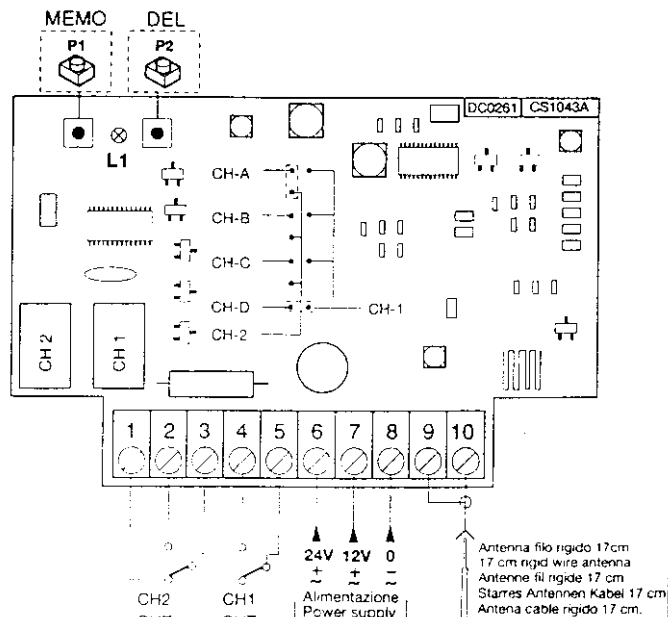 MEMO DEL
P1 P2
DC0261 CS1043A
L1
CH-A
CH-B
CH-C
CH-D CH-1
CH-2
CH 2 CH 1
1 2 3 4 5 6 7 8 9 10
24V 12V 0
+ + −
~ ~ ~
CH2 CH1
Alimentazione
Power supply
Antenna filo rigido 17cm
17 cm rigid wire antenna
Antenne fil rigide 17 cm
Starres Antennen Kabel 17 cm
Antena cable rigido 17 cm.